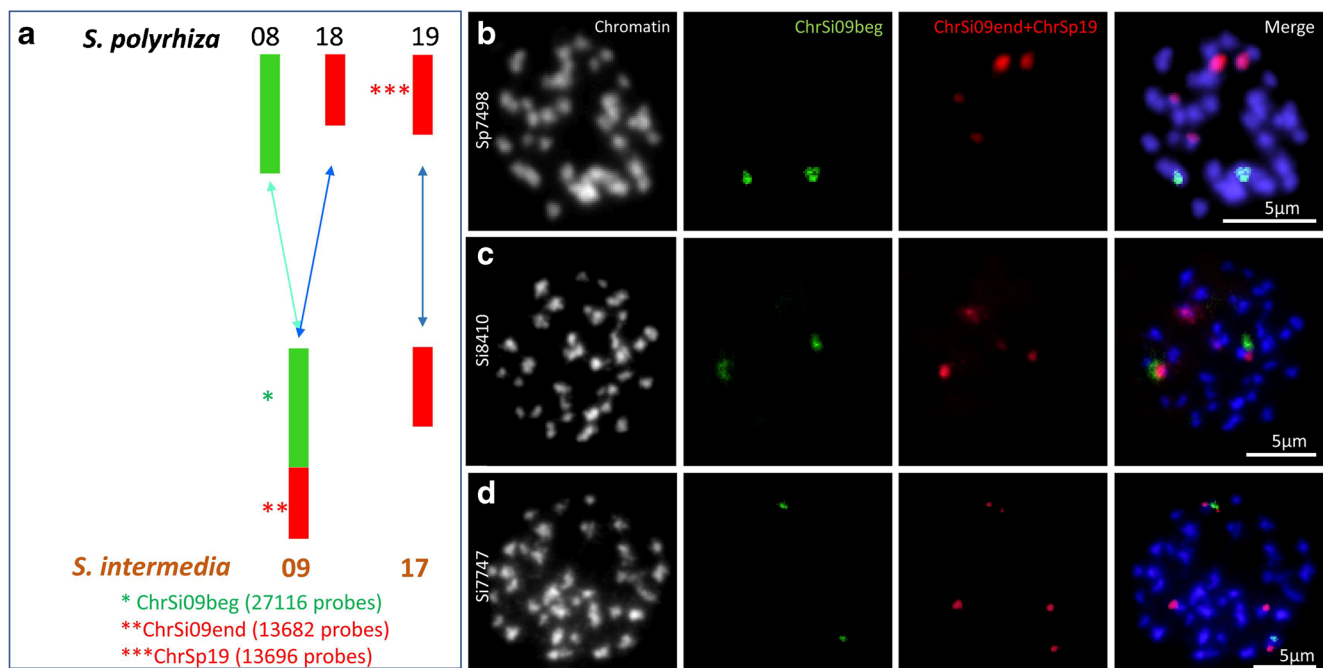 a
S. polyrhiza 08 18 19
***
*
**
S. intermedia 09 17
* ChrSi09beg (27116 probes)
**ChrSi09end (13682 probes)
***ChrSp19 (13696 probes)
b Chromatin ChrSi09beg ChrSi09end+ChrSp19 Merge
Sp7498
5μm
c
Si8410
5μm
d
Si7747
5μm